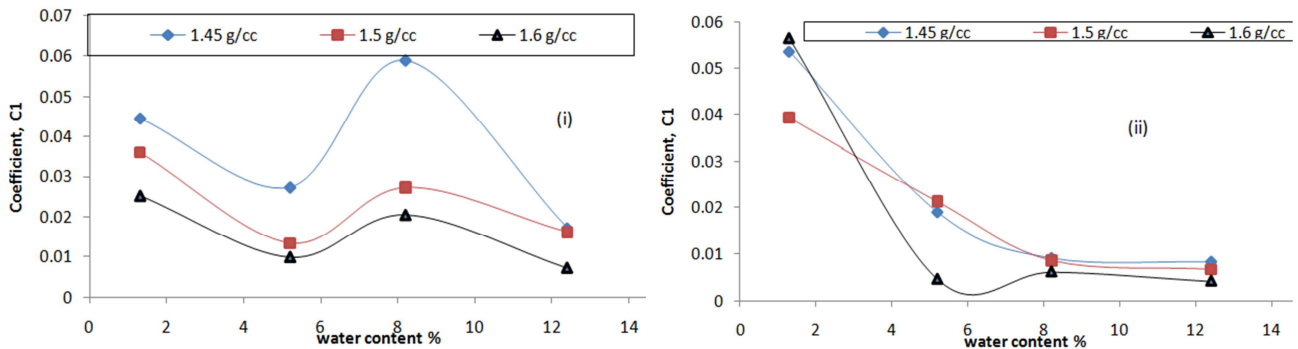 1.45 g/cc 1.5 g/cc 1.6 g/cc
0.07
0.06
0.05
0.04
0.03
0.02
0.01
0
Coefficient, C1
(i)
0 2 4 6 8 10 12 14
water content %
1.45 g/cc 1.5 g/cc 1.6 g/cc
0.06
0.05
0.04
0.03
0.02
0.01
0
Coefficient, C1
(ii)
0 2 4 6 8 10 12 14
water content %